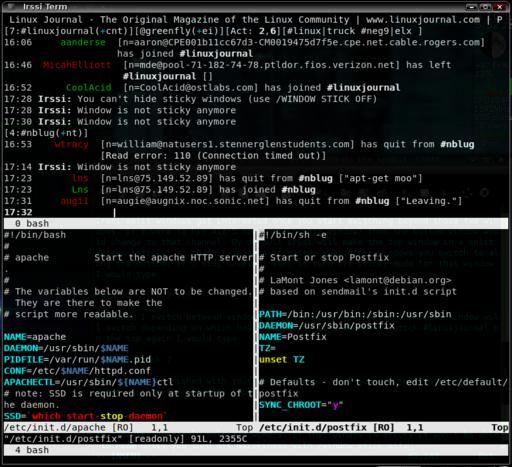 Irssi Term
Linux Journal - The Original Magazine of the Linux Community | www.linuxjournal.com | P
[7:#linuxjournal(+cnt)][@greenfly(+ei)][Act: 2,6][#linux|truck #neg9|elx ]
16:06 aanderse [n=aaron@CPE001b11cc67d3-CM0019475d7f5e.cpe.net.cable.rogers.com]
has joined #linuxjournal
16:46 MicahElliott [n=mde@pool-71-182-74-78.ptldor.fios.verizon.net] has left
#linuxjournal []
16:52 CoolAcid [n=CoolAcid@ostlabs.com] has joined #linuxjournal
17:28 Irssi: You can't hide sticky windows (use /WINDOW STICK OFF)
17:28 Irssi: Window is not sticky anymore
17:30 Irssi: Window is not sticky anymore
[4:#nblug(+nt)]
16:53 wtracy [n=william@natusers1.stennerglenstudents.com] has quit from #nblug
[Read error: 110 (Connection timed out)]
17:14 Irssi: Window is not sticky anymore
17:23 lns [n=lns@75.149.52.89] has quit from #nblug ["apt-get moo"]
17:23 Lns [n=lns@75.149.52.89] has joined #nblug
17:31 augi1 [n=augie@augnix.noc.sonic.net] has quit from #nblug ["Leaving."]
17:32
0 bash
#!/bin/bash
#
# apache Start the apache HTTP server
.
#
# The variables below are NOT to be changed.
They are there to make the
# script more readable.
NAME=apache
DAEMON=/usr/sbin/$NAME
PIDFILE=/var/run/$NAME.pid
CONF=/etc/$NAME/httpd.conf
APACHECTL=/usr/sbin/${NAME}ctl
# note: SSD is required only at startup of t
he daemon.
SSD=`which start-stop-daemon`
/etc/init.d/apache [RO] 1,1 Top
#!/bin/sh -e
# Start or stop Postfix
#
# LaMont Jones <lamont@debian.org>
# based on sendmail's init.d script
PATH=/bin:/usr/bin:/sbin:/usr/sbin
DAEMON=/usr/sbin/postfix
NAME=Postfix
TZ=
unset TZ
# Defaults - don't touch, edit /etc/default/
postfix
SYNC_CHROOT="y"
/etc/init.d/postfix [RO] 1,1 Top
"/etc/init.d/postfix" [readonly] 91L, 2355C
4 bash